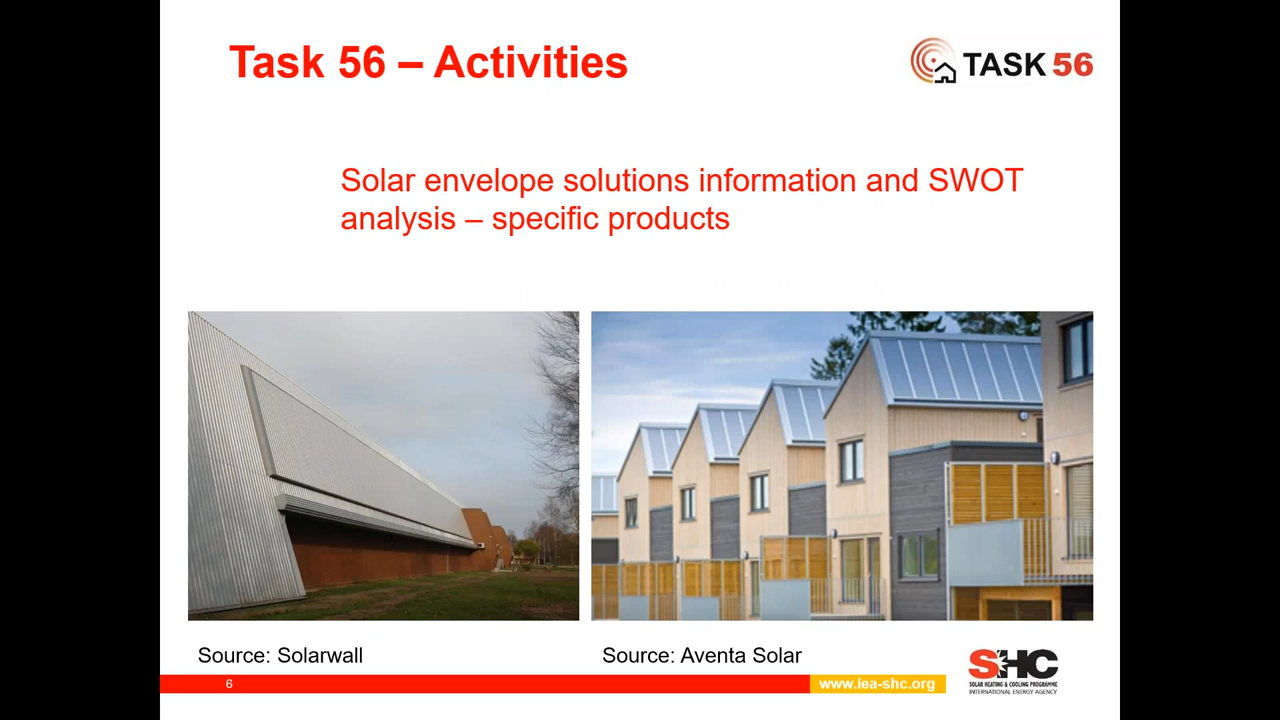 Task 56 – Activities
TASK 56
Solar envelope solutions information and SWOT
analysis – specific products
Source: Solarwall
Source: Aventa Solar
6
www.iea-shc.org
SHC
SOLAR HEATING & COOLING PROGRAMME
INTERNATIONAL ENERGY AGENCY